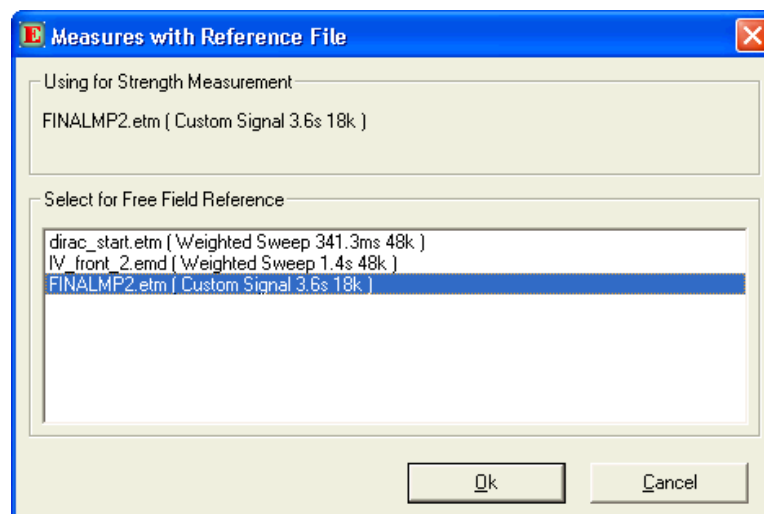 E Measures with Reference File
Using for Strength Measurement
FINALMP2.etm ( Custom Signal 3.6s 18k )
Select for Free Field Reference
dirac_start.etm ( Weighted Sweep 341.3ms 48k )
IV_front_2.emd ( Weighted Sweep 1.4s 48k )
FINALMP2.etm ( Custom Signal 3.6s 18k )
Ok
Cancel